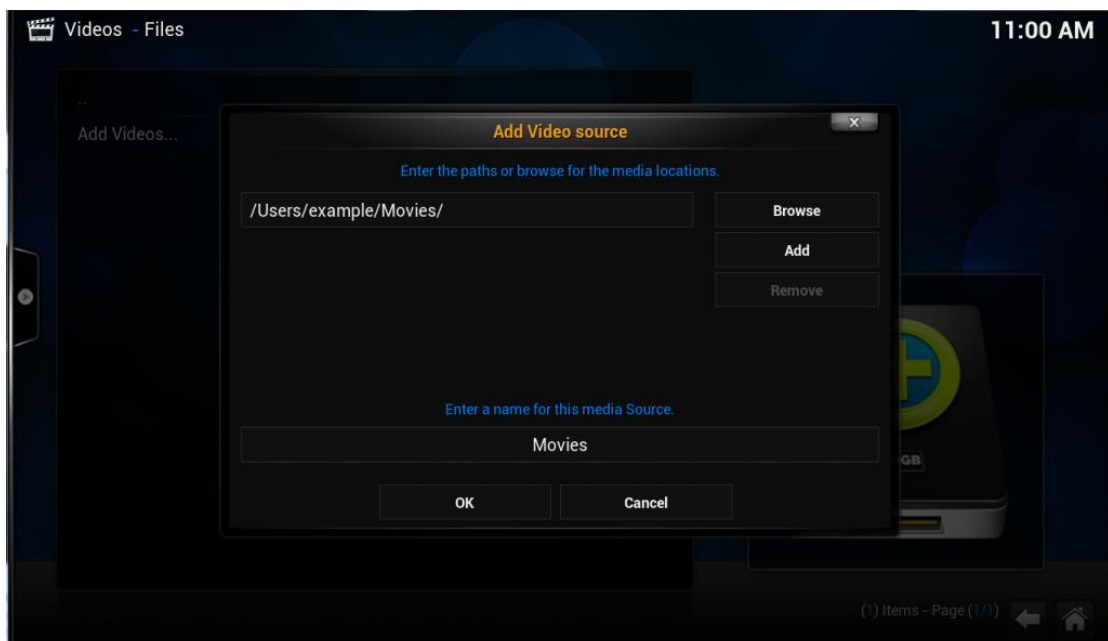 Videos - Files
11:00 AM
..
Add Videos...
Add Video source
Enter the paths or browse for the media locations.
/Users/example/Movies/
Browse
Add
Remove
Enter a name for this media Source.
Movies
GB
OK
Cancel
(1) Items - Page (1/1)